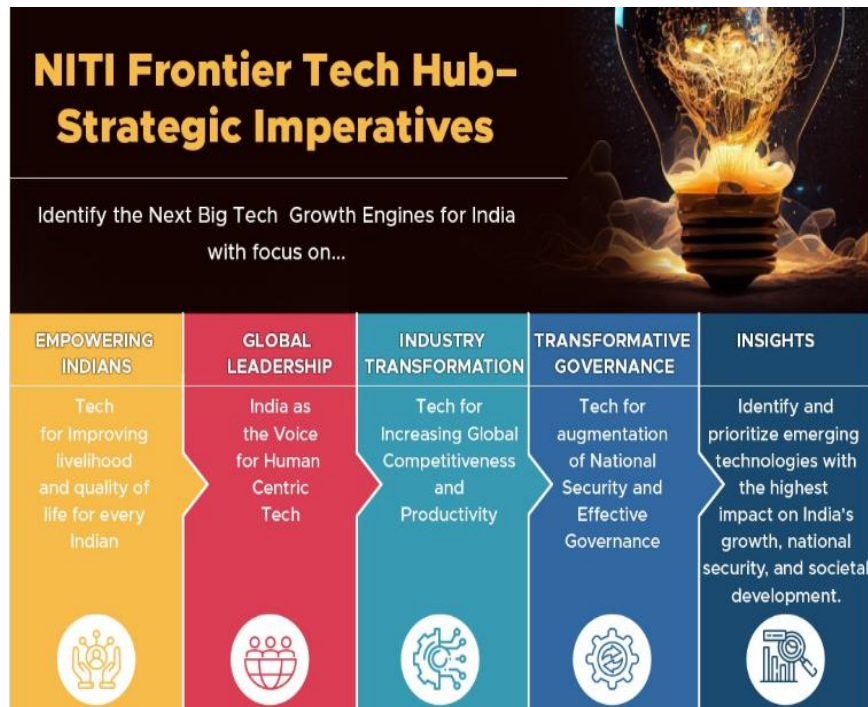 NITI Frontier Tech Hub–
Strategic Imperatives
Identify the Next Big Tech Growth Engines for India
with focus on...
EMPOWERING
INDIANS
Tech
for Improving
livelihood
and quality of
life for every
Indian
GLOBAL
LEADERSHIP
India as
the Voice
for Human
Centric
Tech
INDUSTRY
TRANSFORMATION
Tech for
Increasing Global
Competitiveness
and
Productivity
TRANSFORMATIVE
GOVERNANCE
Tech for
augmentation
of National
Security and
Effective
Governance
INSIGHTS
Identify and
prioritize emerging
technologies with
the highest
impact on India's
growth, national
security, and societal
development.